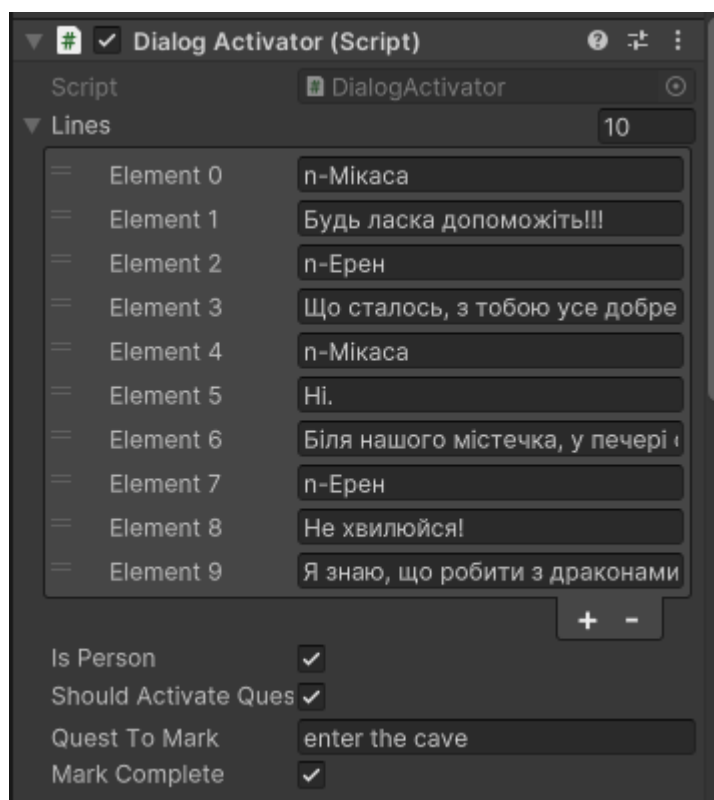 # Dialog Activator (Script)
Script # DialogActivator
Lines 10
Element 0 n-Мікаса
Element 1 Будь ласка допоможіть!!!
Element 2 n-Ерен
Element 3 Що сталось, з тобою усе добре
Element 4 n-Мікаса
Element 5 Ні.
Element 6 Біля нашого містечка, у печері
Element 7 n-Ерен
Element 8 Не хвилюйся!
Element 9 Я знаю, що робити з драконами
+ -
Is Person
Should Activate Ques
Quest To Mark enter the cave
Mark Complete